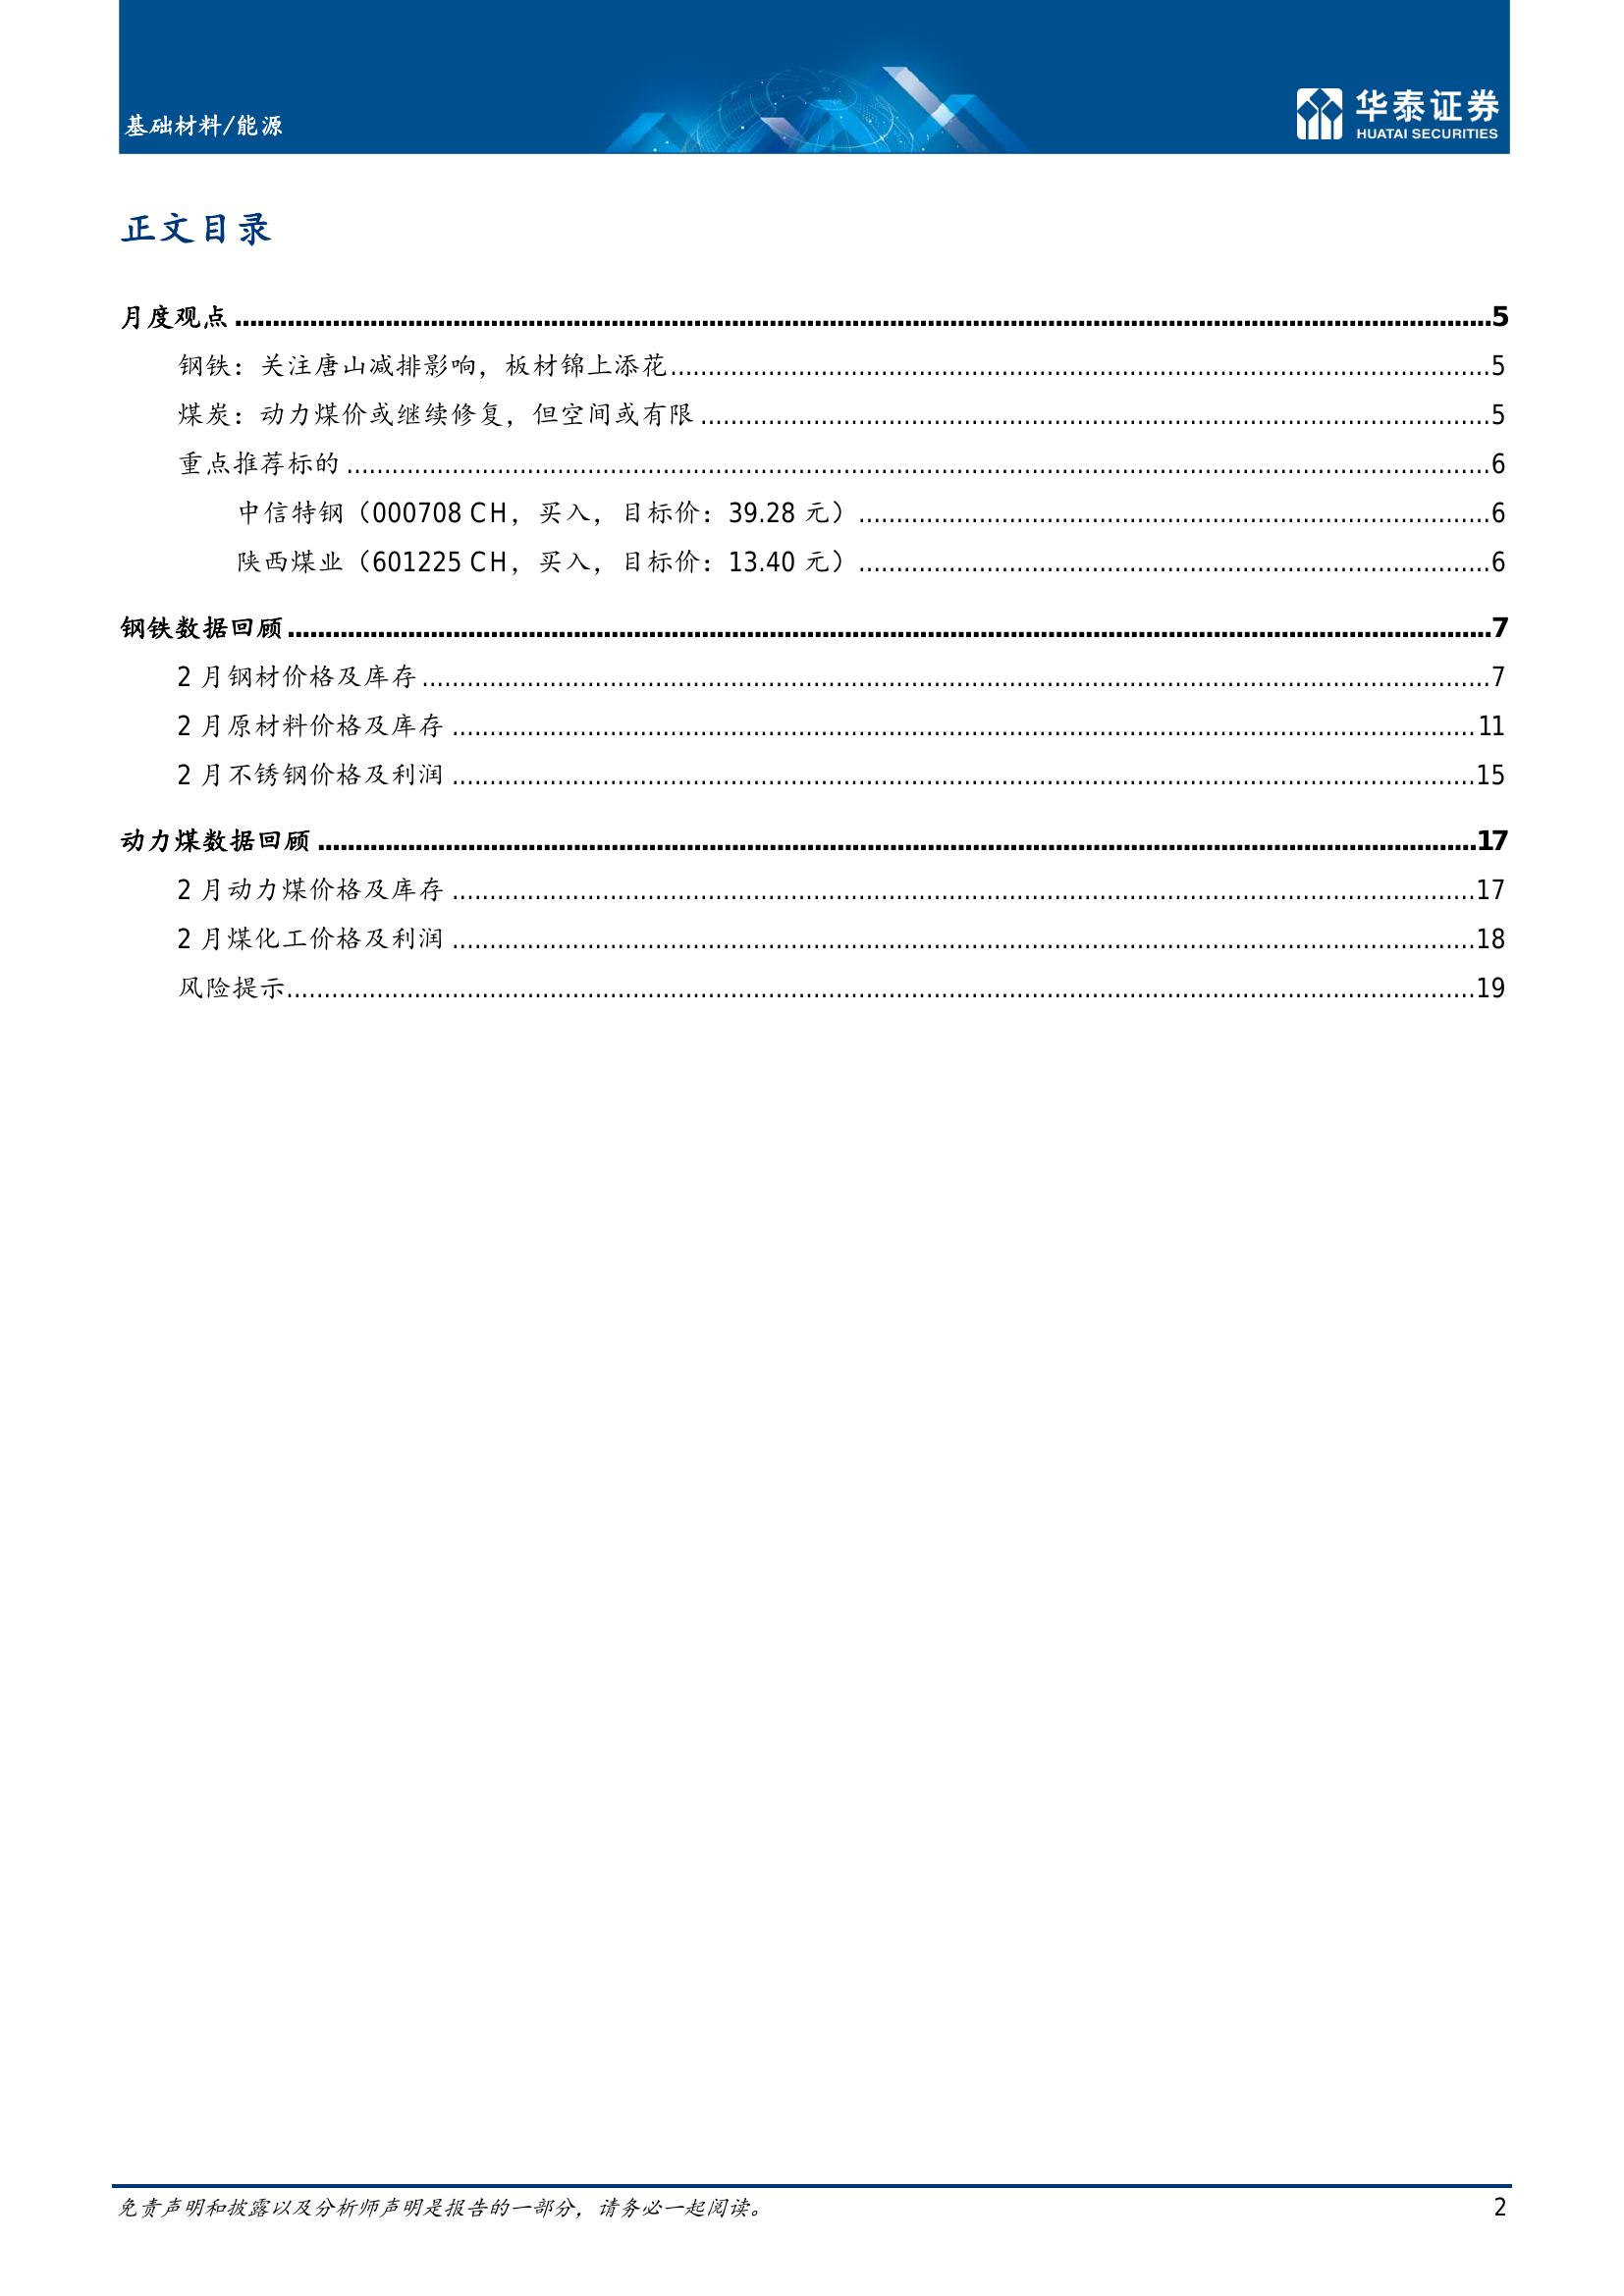 基础材料/能源
华泰证券
HUATAI SECURITIES
正文目录
月度观点 ........ 5
钢铁：关注唐山减排影响，板材锦上添花 ........ 5
煤炭：动力煤价或继续修复，但空间或有限 ........ 5
重点推荐标的 ........ 6
中信特钢（000708 CH，买入，目标价：39.28 元） ........ 6
陕西煤业（601225 CH，买入，目标价：13.40 元） ........ 6
钢铁数据回顾 ........ 7
2 月钢材价格及库存 ........ 7
2 月原材料价格及库存 ........ 11
2 月不锈钢价格及利润 ........ 15
动力煤数据回顾 ........ 17
2 月动力煤价格及库存 ........ 17
2 月煤化工价格及利润 ........ 18
风险提示 ........ 19
免责声明和披露以及分析师声明是报告的一部分，请务必一起阅读。 2